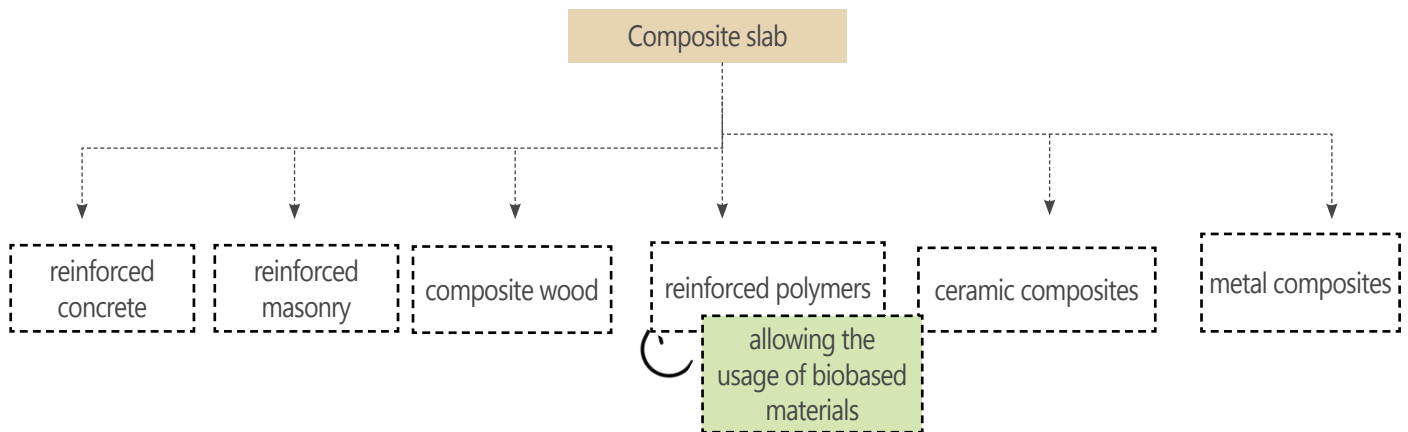 Composite slab
reinforced
concrete
reinforced
masonry
composite wood
reinforced polymers
ceramic composites
metal composites
allowing the
usage of biobased
materials